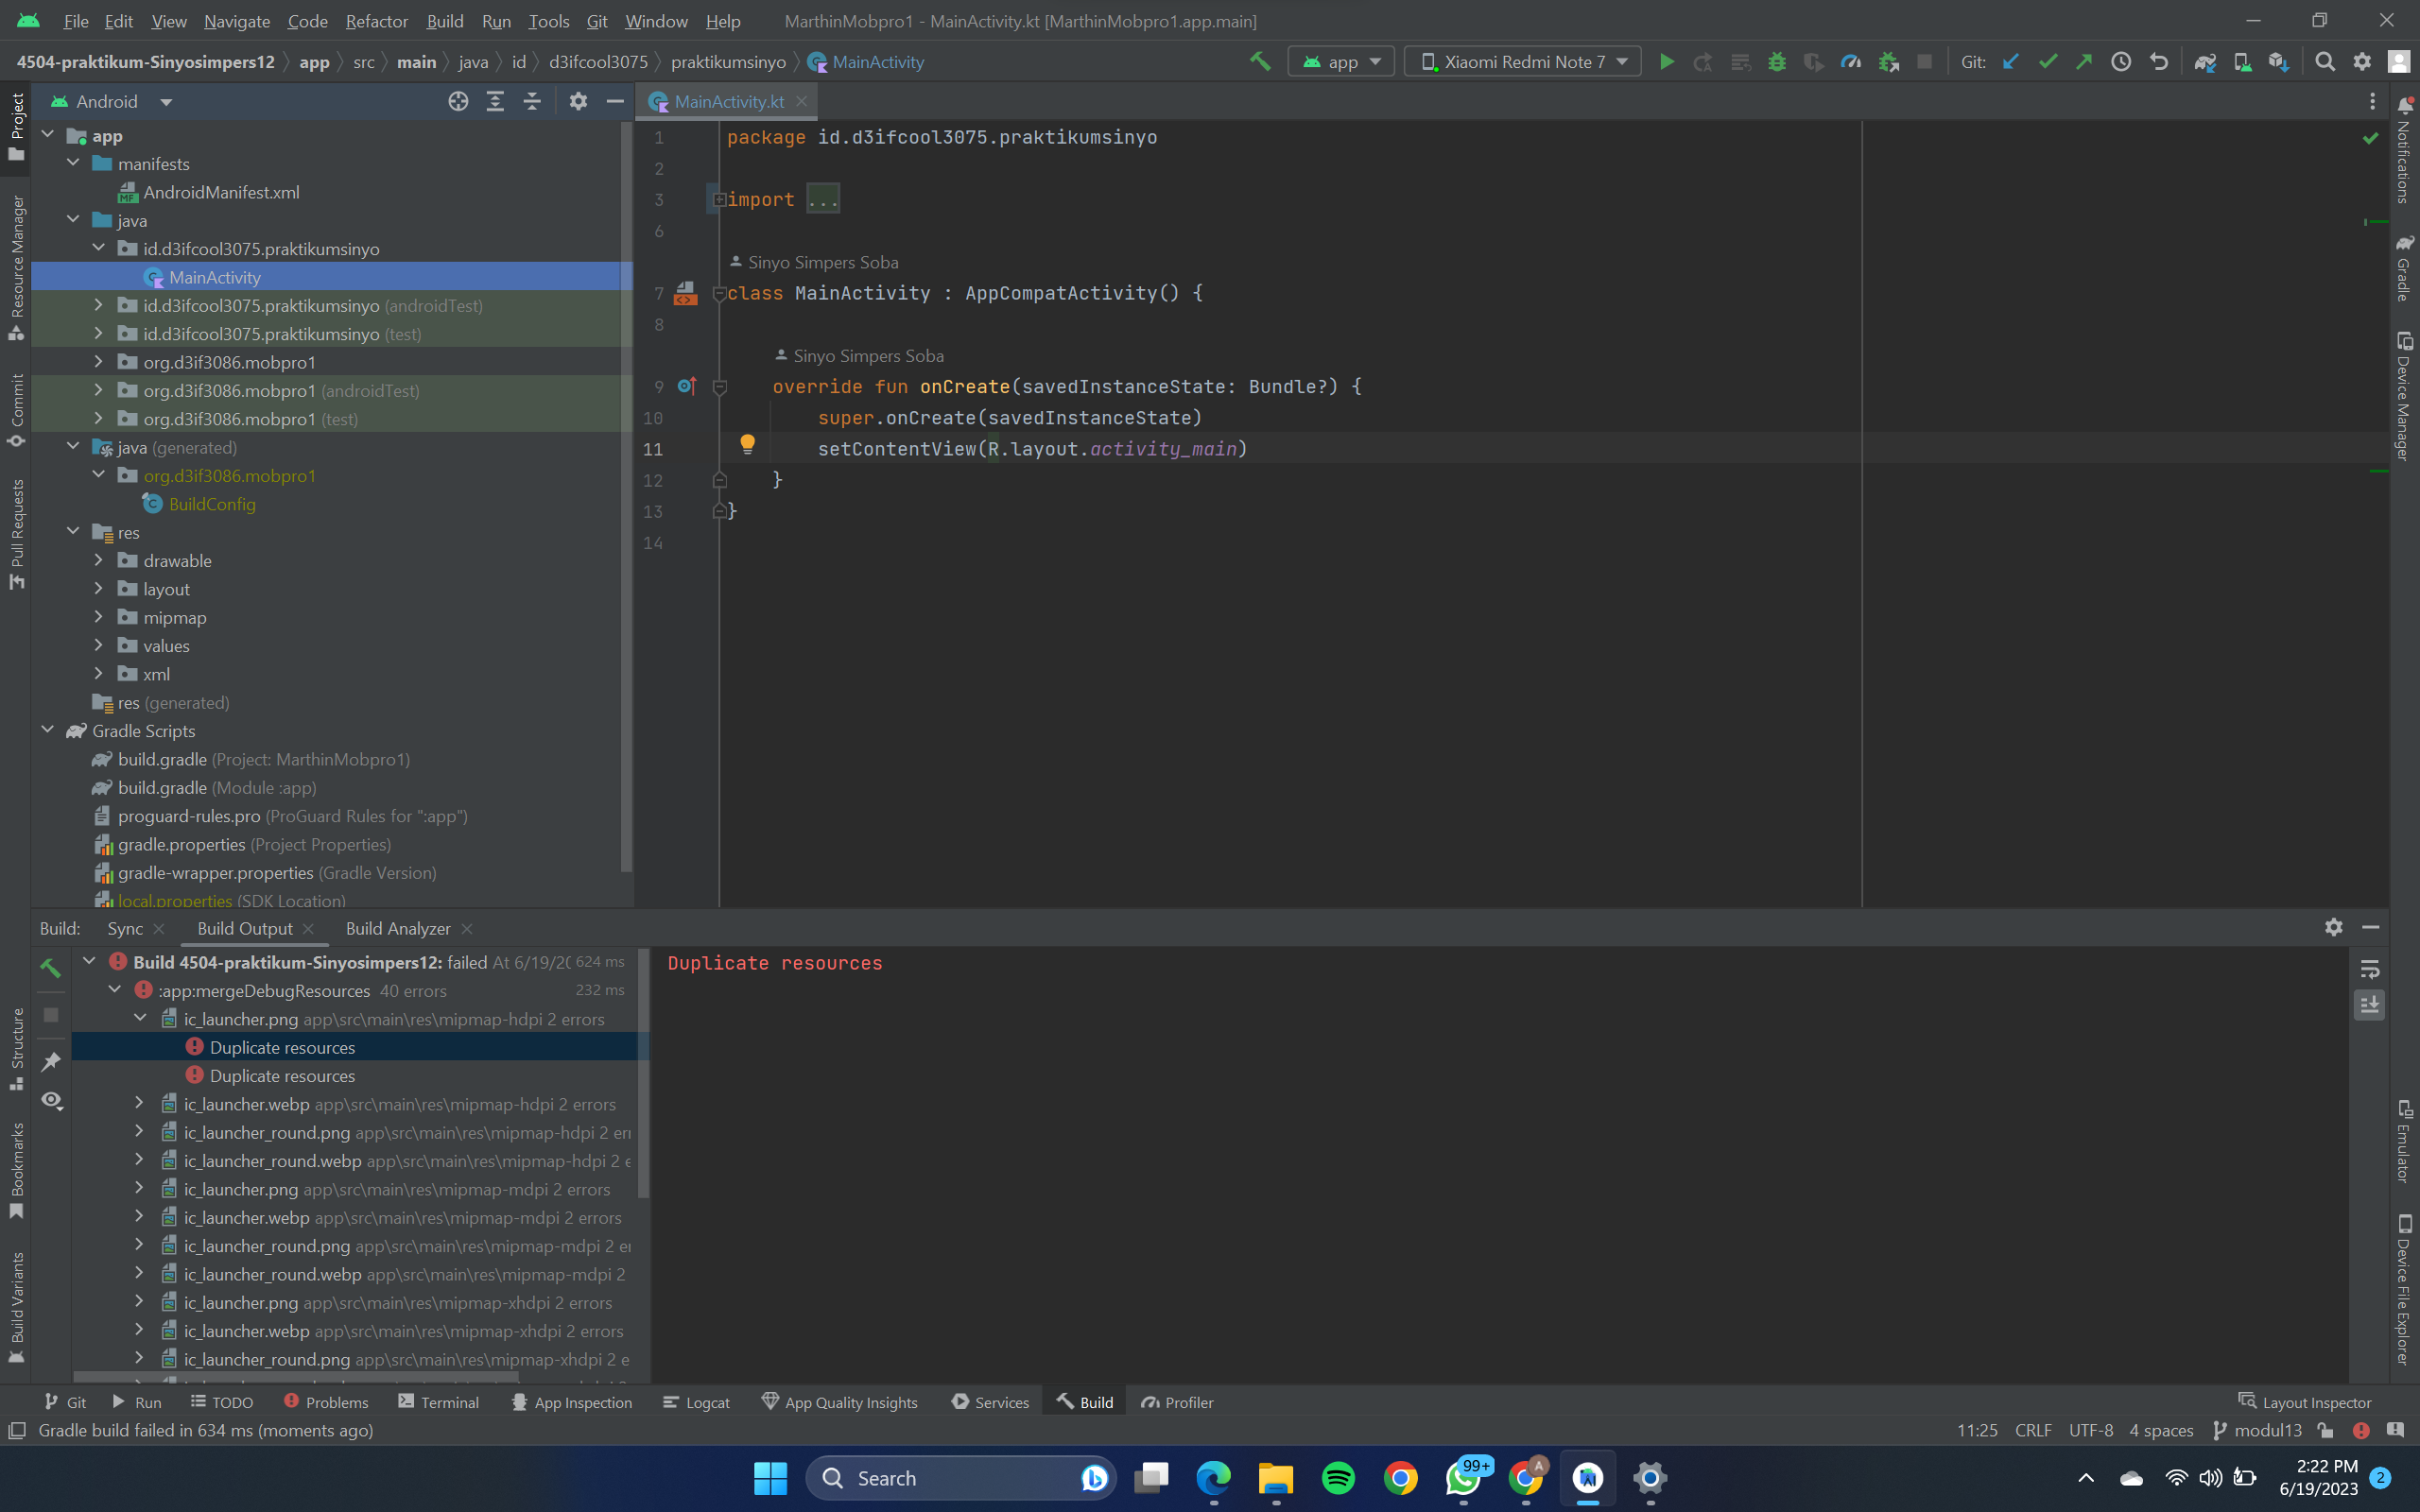 File Edit View Navigate Code Refactor Build Run Tools Git Window Help MarthinMobpro1 - MainActivity.kt [MarthinMobpro1.app.main]
4504-praktikum-Sinyosimpers12 app src main java id d3ifcool3075 praktikumsinyo MainActivity app Xiaomi Redmi Note 7 Git:
Project
Resource Manager
Commit
Pull Requests
Structure
Bookmarks
Build Variants
Android
app
manifests
AndroidManifest.xml
java
id.d3ifcool3075.praktikumsinyo
MainActivity
id.d3ifcool3075.praktikumsinyo (androidTest)
id.d3ifcool3075.praktikumsinyo (test)
org.d3if3086.mobpro1
org.d3if3086.mobpro1 (androidTest)
org.d3if3086.mobpro1 (test)
java (generated)
org.d3if3086.mobpro1
BuildConfig
res
drawable
layout
mipmap
values
xml
res (generated)
Gradle Scripts
build.gradle (Project: MarthinMobpro1)
build.gradle (Module :app)
proguard-rules.pro (ProGuard Rules for ":app")
gradle.properties (Project Properties)
gradle-wrapper.properties (Gradle Version)
local.properties (SDK Location)
MainActivity.kt
1 package id.d3ifcool3075.praktikumsinyo
2
3 import ...
6
Sinyo Simpers Soba
7 class MainActivity : AppCompatActivity() {
8
Sinyo Simpers Soba
9 override fun onCreate(savedInstanceState: Bundle?) {
10 super.onCreate(savedInstanceState)
11 setContentView(R.layout.activity_main)
12 }
13 }
14
Notifications
Gradle
Device Manager
Emulator
Device File Explorer
Build: Sync Build Output Build Analyzer
Build 4504-praktikum-Sinyosimpers12: failed At 6/19/20 624 ms
:app:mergeDebugResources 40 errors 232 ms
ic_launcher.png app\src\main\res\mipmap-hdpi 2 errors
Duplicate resources
Duplicate resources
ic_launcher.webp app\src\main\res\mipmap-hdpi 2 errors
ic_launcher_round.png app\src\main\res\mipmap-hdpi 2 err
ic_launcher_round.webp app\src\main\res\mipmap-hdpi 2 e
ic_launcher.png app\src\main\res\mipmap-mdpi 2 errors
ic_launcher.webp app\src\main\res\mipmap-mdpi 2 errors
ic_launcher_round.png app\src\main\res\mipmap-mdpi 2 er
ic_launcher_round.webp app\src\main\res\mipmap-mdpi 2
ic_launcher.png app\src\main\res\mipmap-xhdpi 2 errors
ic_launcher.webp app\src\main\res\mipmap-xhdpi 2 errors
ic_launcher_round.png app\src\main\res\mipmap-xhdpi 2 e
Duplicate resources
Git Run TODO Problems Terminal App Inspection Logcat App Quality Insights Services Build Profiler Layout Inspector
Gradle build failed in 634 ms (moments ago) 11:25 CRLF UTF-8 4 spaces modul13
Search 99+ A 2:22 PM
6/19/2023 2